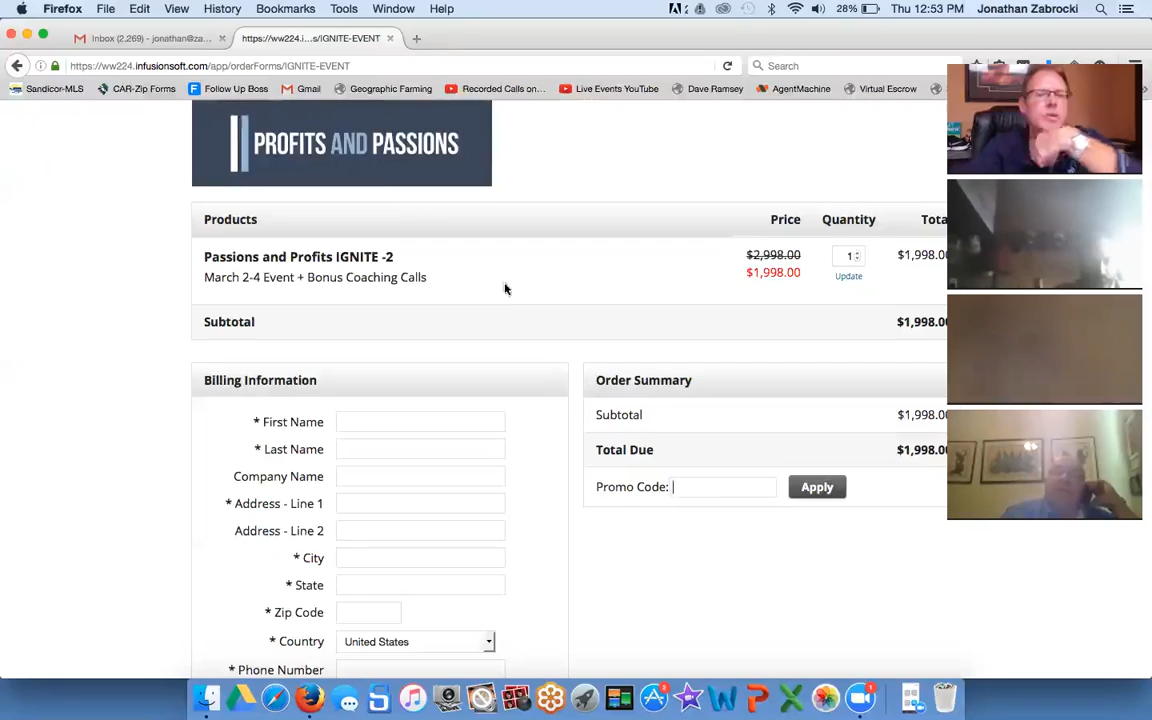 Firefox File Edit View History Bookmarks Tools Window Help 28% Thu 12:53 PM Jonathan Zabrocki
Inbox (2,269) - jonathan@za... × https://ww224.i...s/IGNITE-EVENT × +
https://ww224.infusionsoft.com/app/orderForms/IGNITE-EVENT Search
Sandicor-MLS CAR-Zip Forms Follow Up Boss Gmail Geographic Farming Recorded Calls on... Live Events YouTube Dave Ramsey AgentMachine Virtual Escrow
PROFITS AND PASSIONS
Products Price Quantity Tota
Passions and Profits IGNITE -2 $2,998.00 1 $1,998.0
March 2-4 Event + Bonus Coaching Calls $1,998.00 Update
Subtotal $1,998.0
Billing Information
* First Name
* Last Name
Company Name
* Address - Line 1
Address - Line 2
* City
* State
* Zip Code
* Country United States
* Phone Number
Order Summary
Subtotal $1,998.0
Total Due $1,998.0
Promo Code: Apply